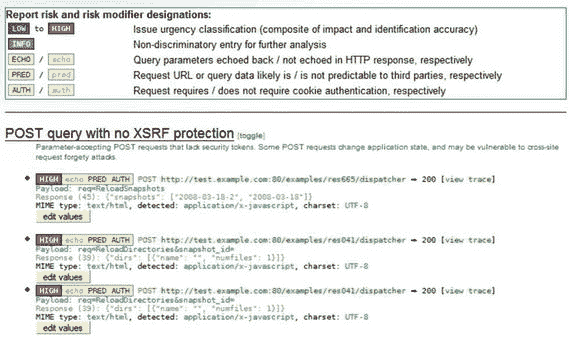 Report risk and risk modifier designations:
LOW to HIGH Issue urgency classification (composite of impact and identification accuracy)
INFO Non-discriminatory entry for further analysis
ECHO / echo Query parameters echoed back / not echoed in HTTP response, respectively
PRED / pred Request URL or query data likely is / is not predictable to third parties, respectively
AUTH / auth Request requires / does not require cookie authentication, respectively
POST query with no XSRF protection [toggle]
Parameter-accepting POST requests that lack security tokens. Some POST requests change application state, and may be vulnerable to cross-site
request forgety attacks.
HIGH echo PRED AUTH POST http://test.example.com:80/examples/res665/dispatcher → 200 [view trace]
Payload: req=ReloadSnapshots
Response (45): {"snapshots": ["2008-03-18-2", "2008-03-18"]}
MIME type: text/html, detected: application/x-javascript, charset: UTF-8
edit values
HIGH echo PRED AUTH POST http://test.example.com:80/examples/res041/dispatcher → 200 [view trace]
Payload: req=ReloadDirectories&snapshot_id=
Response (39): {"dirs": [{"name": "", "numfiles": 1}]}
MIME type: text/html, detected: application/x-javascript, charset: UTF-8
edit values
HIGH echo PRED AUTH POST http://test.example.com:80/examples/res041/dispatcher → 200 [view trace]
Payload: req=ReloadDirectories&snapshot_id=
Response (39): {"dirs": [{"name": "", "numfiles": 1}]}
MIME type: text/html, detected: application/x-javascript, charset: UTF-8
edit values